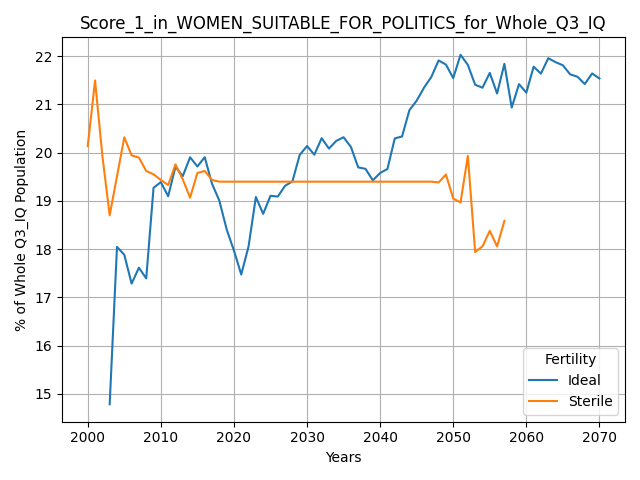 Score_1_in_WOMEN_SUITABLE_FOR_POLITICS_for_Whole_Q3_IQ
% of Whole Q3_IQ Population
22
21
20
19
18
17
16
15
Fertility
Ideal
Sterile
2000 2010 2020 2030 2040 2050 2060 2070
Years